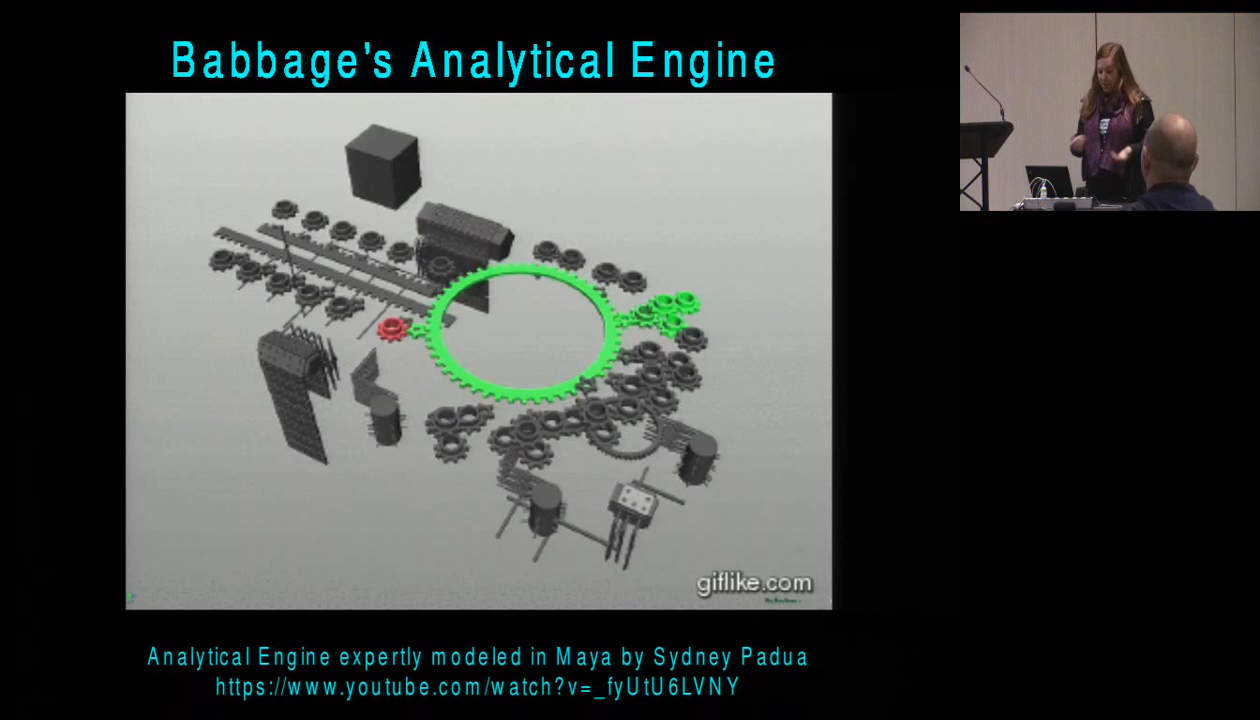 Babbage's Analytical Engine
giflike.com
Analytical Engine expertly modeled in Maya by Sydney Padua
https://www.youtube.com/watch?v=_fyUtU6LVNY